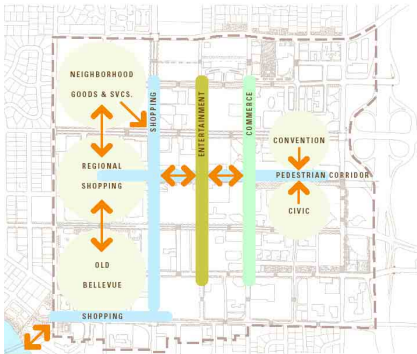 NEIGHBORHOOD
GOODS & SVCS.
SHOPPING
ENTERTAINMENT
COMMERCE
CONVENTION
REGIONAL
SHOPPING
PEDESTRIAN CORRIDOR
CIVIC
OLD
BELLEVUE
SHOPPING